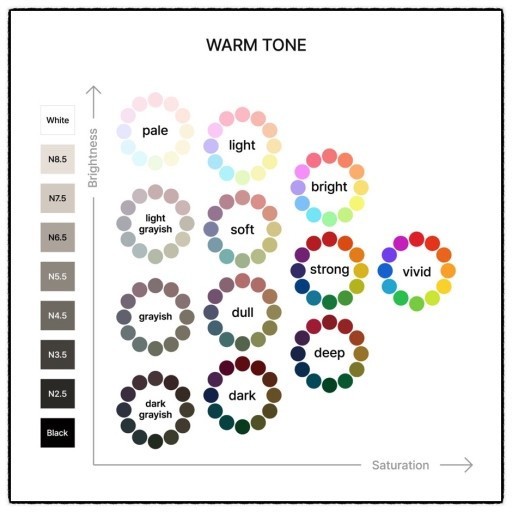 WARM TONE
Brightness
White
N8.5
N7.5
N6.5
N5.5
N4.5
N3.5
N2.5
Black
pale
light
bright
light
grayish
soft
strong
vivid
grayish
dull
deep
dark
grayish
dark
Saturation